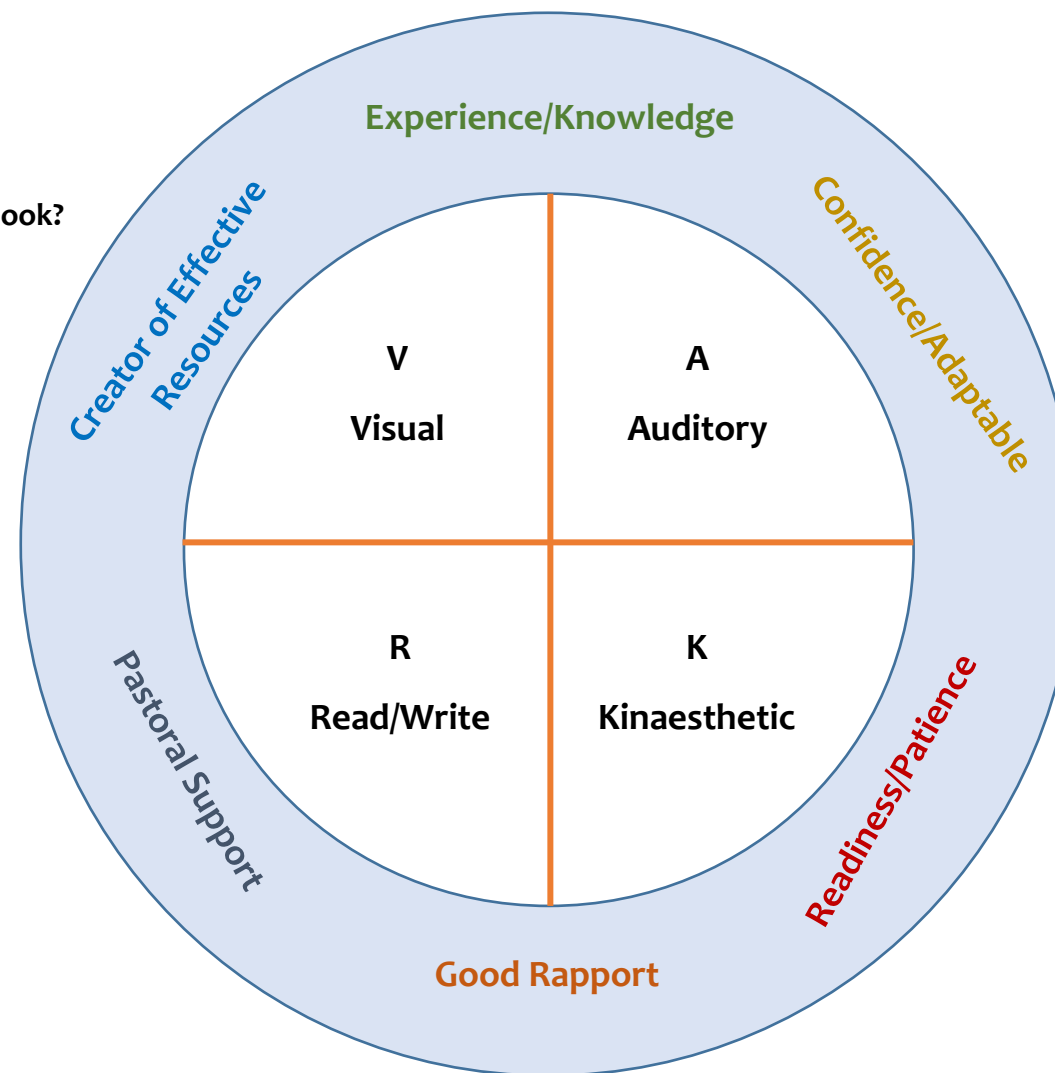 Experience/Knowledge
ook?
Creator of Effective
Resources
Confidence/Adaptable
V
Visual
A
Auditory
R
Read/Write
K
Kinaesthetic
Pastoral Support
Readiness/Patience
Good Rapport